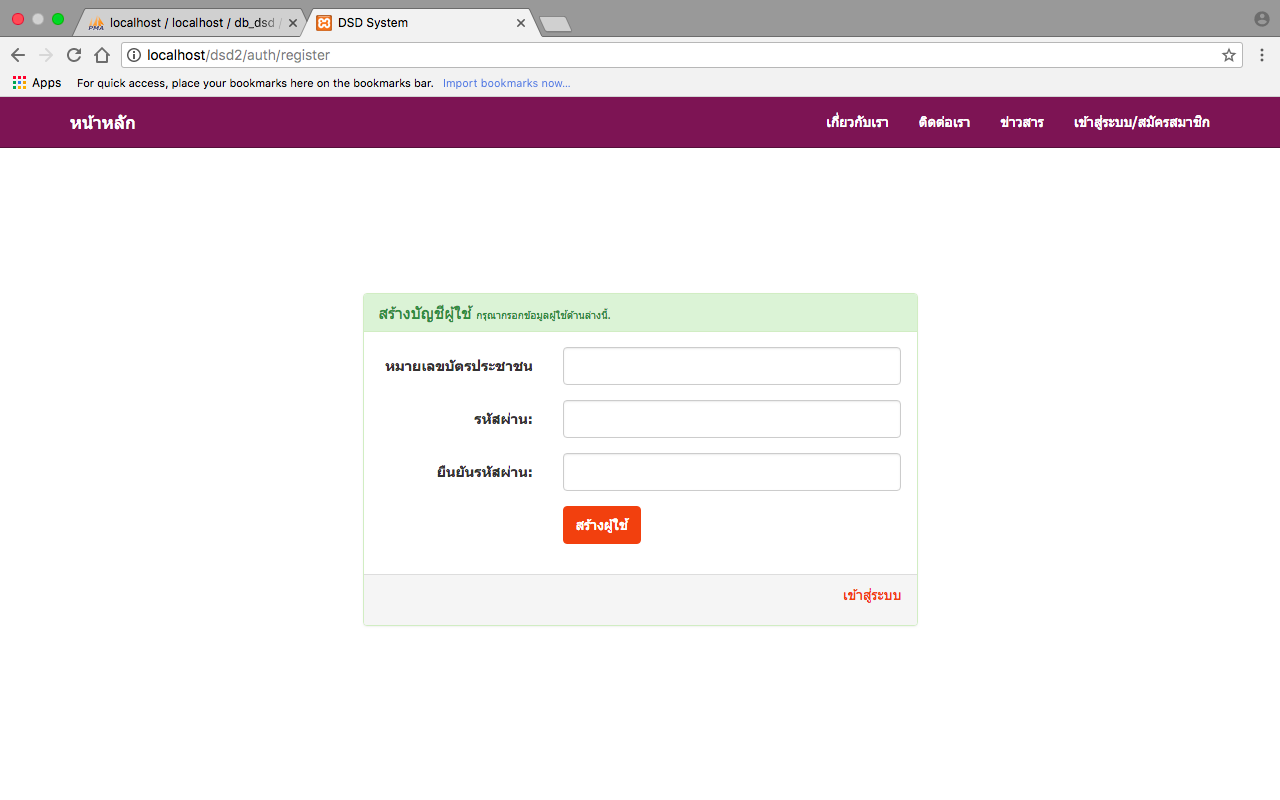 localhost / localhost / db_dsd /
DSD System
localhost/dsd2/auth/register
Apps
For quick access, place your bookmarks here on the bookmarks bar. Import bookmarks now...
หน้าหลัก
เกี่ยวกับเรา
ติดต่อเรา
ข่าวสาร
เข้าสู่ระบบ/สมัครสมาชิก
สร้างบัญชีผู้ใช้ กรุณากรอกข้อมูลผู้ใช้ด้านล่างนี้.
หมายเลขบัตรประชาชน
รหัสผ่าน:
ยืนยันรหัสผ่าน:
สร้างผู้ใช้
เข้าสู่ระบบ